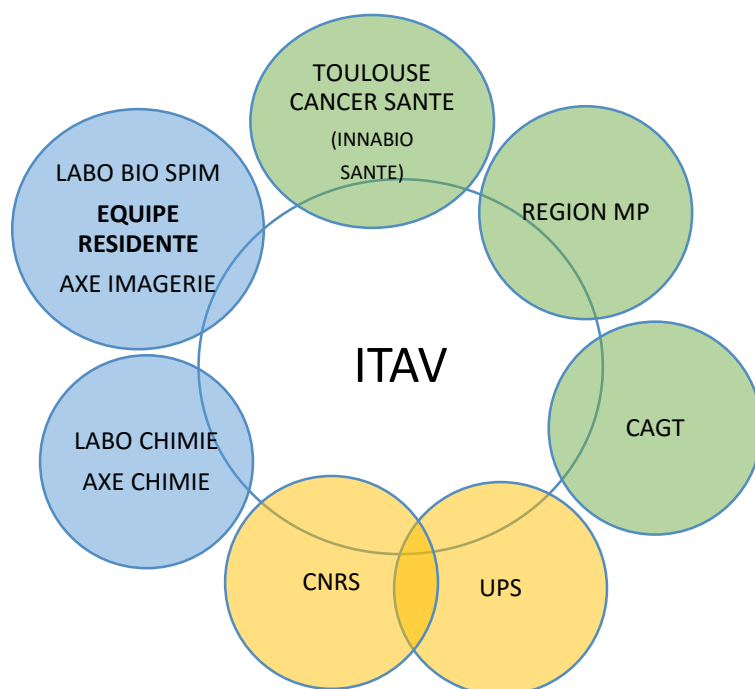 TOULOUSE
CANCER SANTE
(INNABIO
SANTE)
LABO BIO SPIM
EQUIPE
RESIDENTE
AXE IMAGERIE
REGION MP
ITAV
CAGT
LABO CHIMIE
AXE CHIMIE
CNRS
UPS